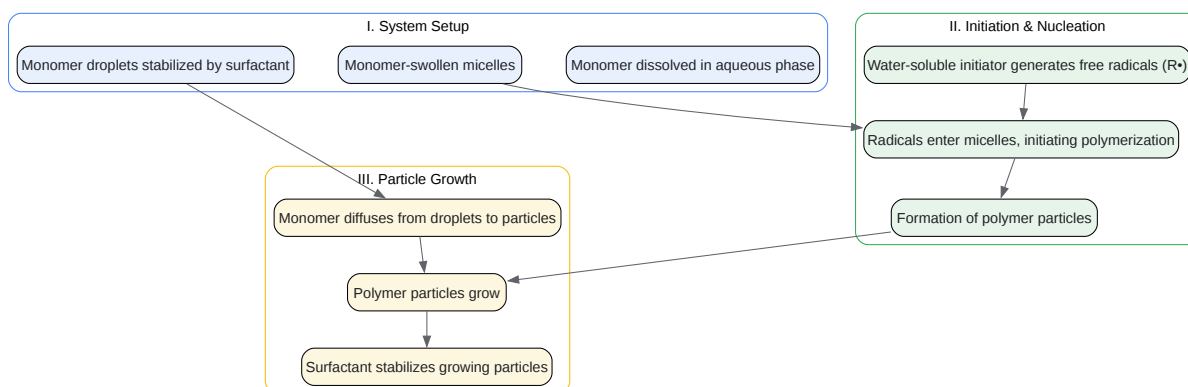 I. System Setup
Monomer droplets stabilized by surfactant
Monomer-swollen micelles
Monomer dissolved in aqueous phase
II. Initiation & Nucleation
Water-soluble initiator generates free radicals (R•)
Radicals enter micelles, initiating polymerization
Formation of polymer particles
III. Particle Growth
Monomer diffuses from droplets to particles
Polymer particles grow
Surfactant stabilizes growing particles